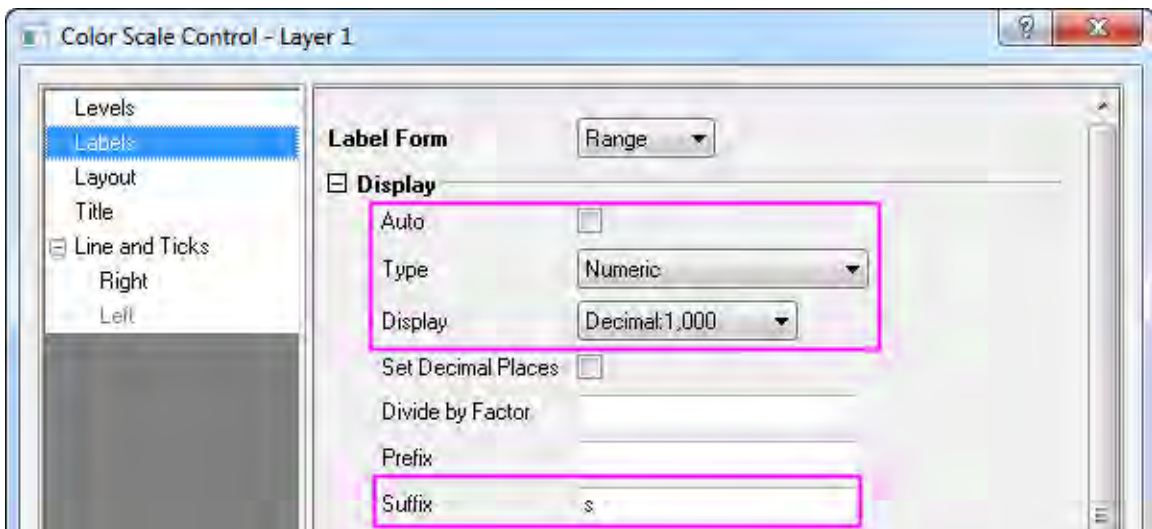 Color Scale Control - Layer 1
Levels
Labels
Layout
Title
Line and Ticks
Right
Left
Label Form Range
Display
Auto
Type Numeric
Display Decimal:1,000
Set Decimal Places
Divide by Factor
Prefix
Suffix s